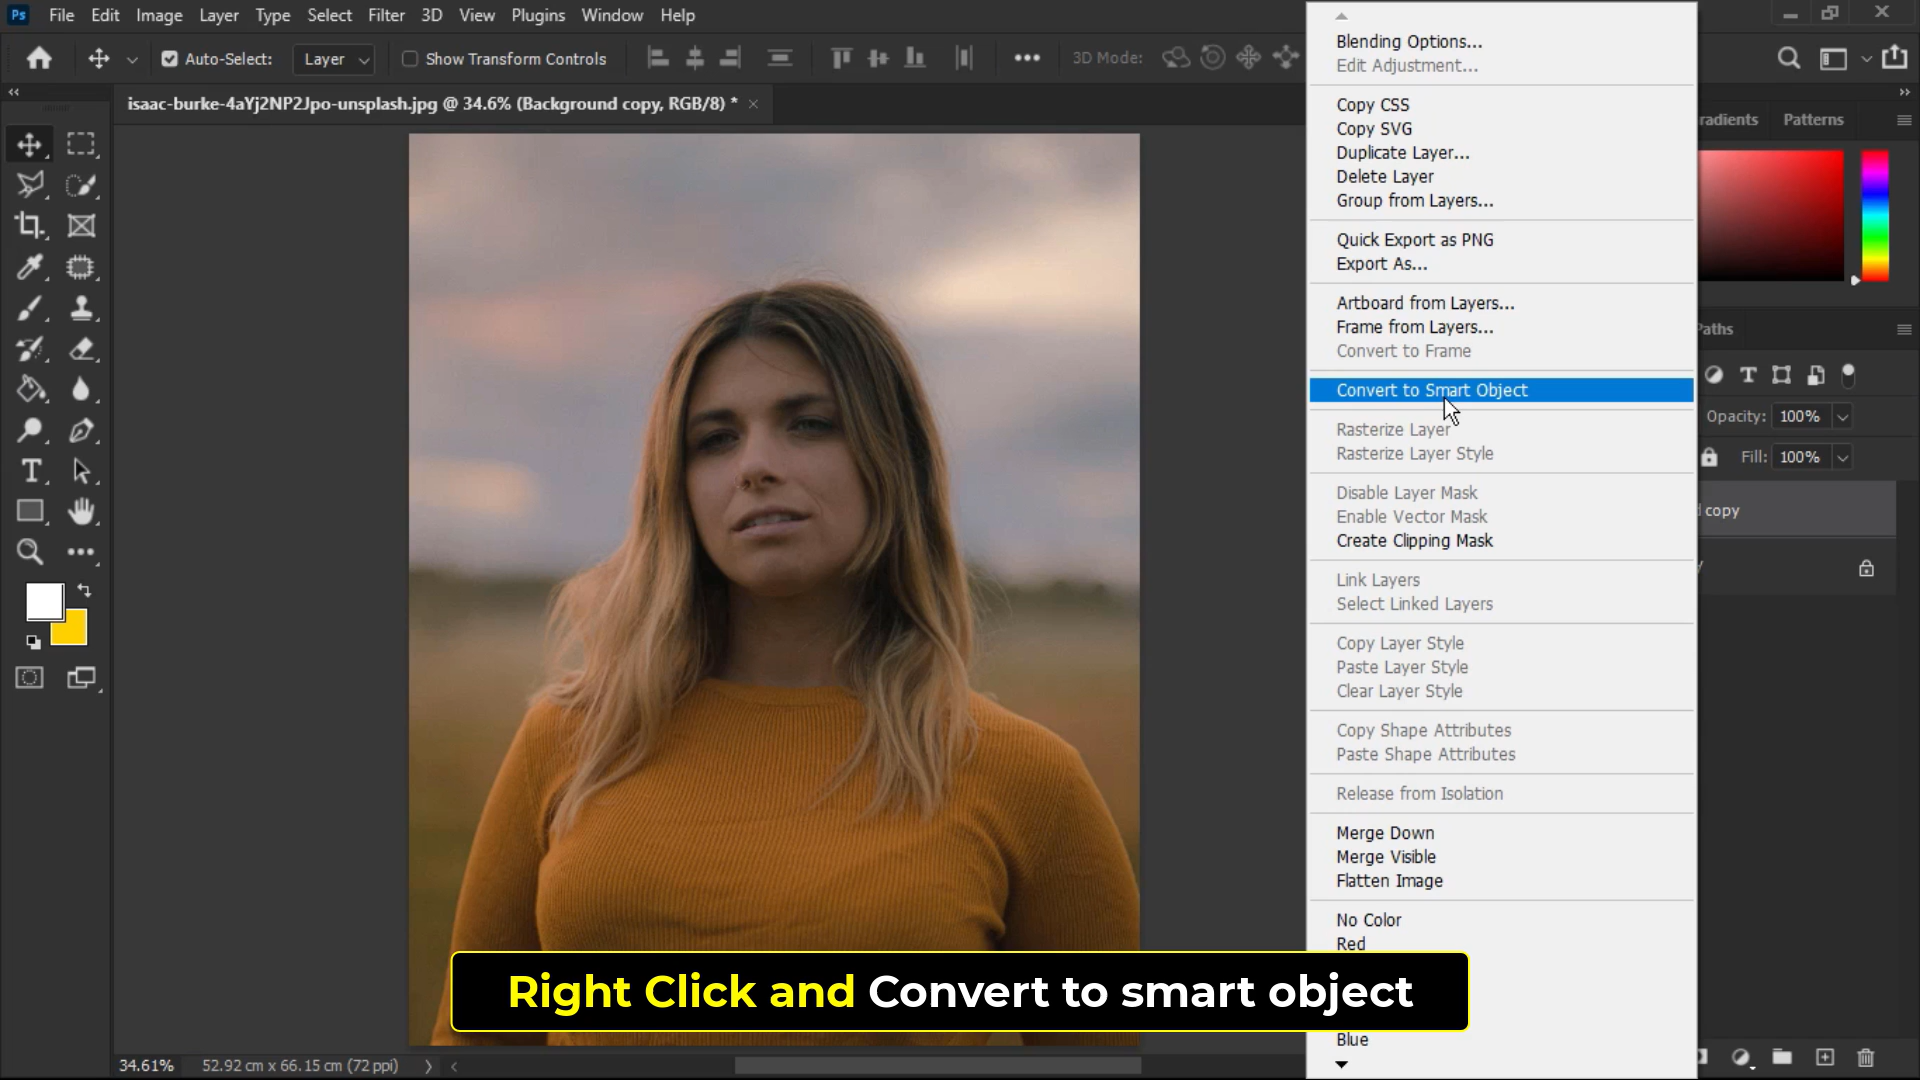 Ps File Edit Image Layer Type Select Filter 3D View Plugins Window Help
Auto-Select: Layer Show Transform Controls 3D Mode:
isaac-burke-4aYj2NP2Jpo-unsplash.jpg @ 34.6% (Background copy, RGB/8) *
Blending Options...
Edit Adjustment...
Copy CSS
Copy SVG
Duplicate Layer...
Delete Layer
Group from Layers...
Quick Export as PNG
Export As...
Artboard from Layers...
Frame from Layers...
Convert to Frame
Convert to Smart Object
Rasterize Layer
Rasterize Layer Style
Disable Layer Mask
Enable Vector Mask
Create Clipping Mask
Link Layers
Select Linked Layers
Copy Layer Style
Paste Layer Style
Clear Layer Style
Copy Shape Attributes
Paste Shape Attributes
Release from Isolation
Merge Down
Merge Visible
Flatten Image
No Color
Red
Blue
radients Patterns
Paths
Opacity: 100%
Fill: 100%
copy
Right Click and Convert to smart object
34.61% 52.92 cm x 66.15 cm (72 ppi)